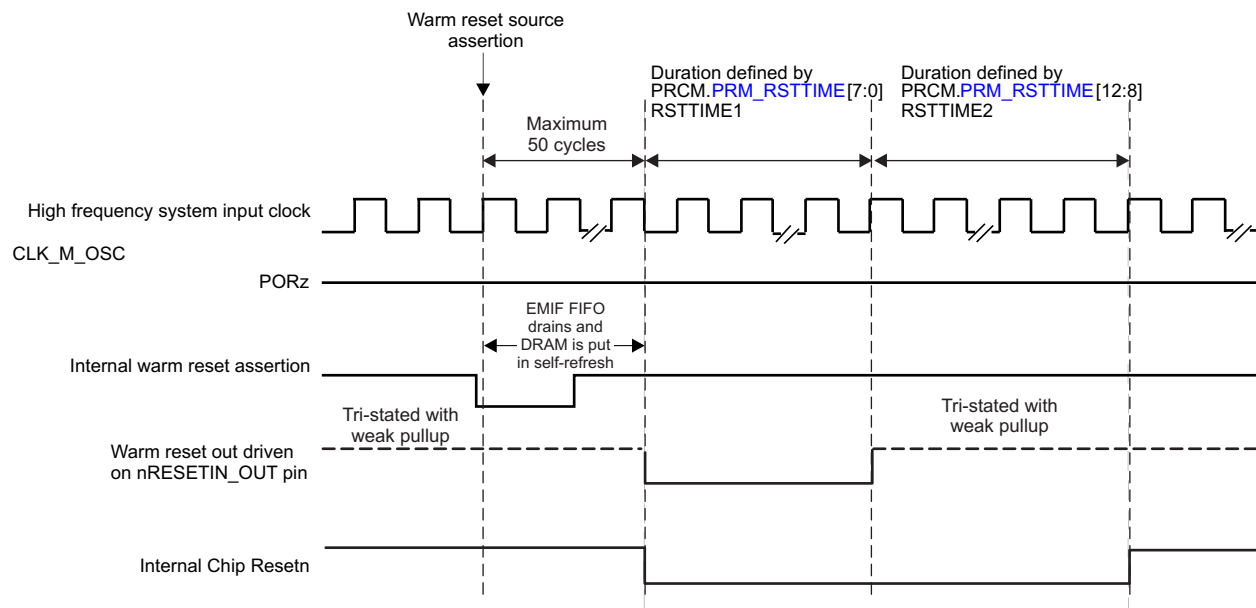 Warm reset source
assertion
Duration defined by
PRCM.PRM_RSTTIME[7:0]
RSTTIME1
Duration defined by
PRCM.PRM_RSTTIME[12:8]
RSTTIME2
Maximum
50 cycles
High frequency system input clock
CLK_M_OSC
PORz
EMIF FIFO
drains and
DRAM is put
in self-refresh
Internal warm reset assertion
Tri-stated with
weak pullup
Tri-stated with
weak pullup
Warm reset out driven
on nRESETIN_OUT pin
Internal Chip Resetn